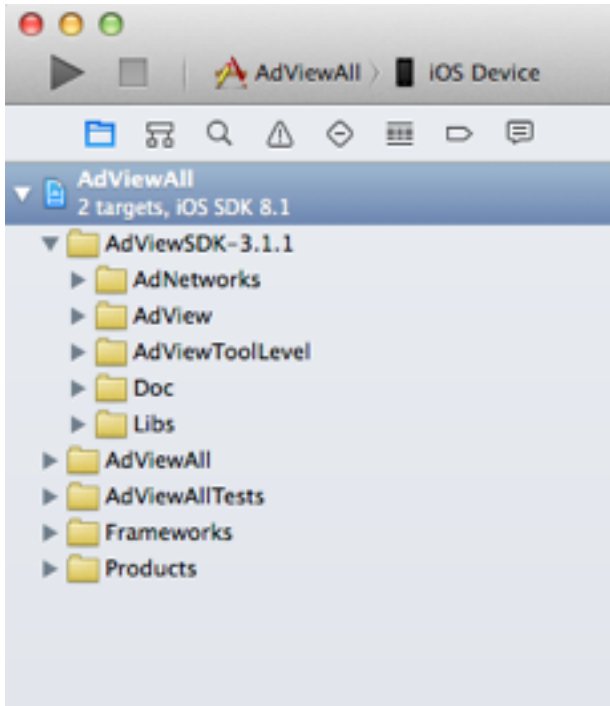 AdViewAll iOS Device
AdViewAll
2 targets, iOS SDK 8.1
AdViewSDK-3.1.1
AdNetworks
AdView
AdViewToolLevel
Doc
Libs
AdViewAll
AdViewAllTests
Frameworks
Products